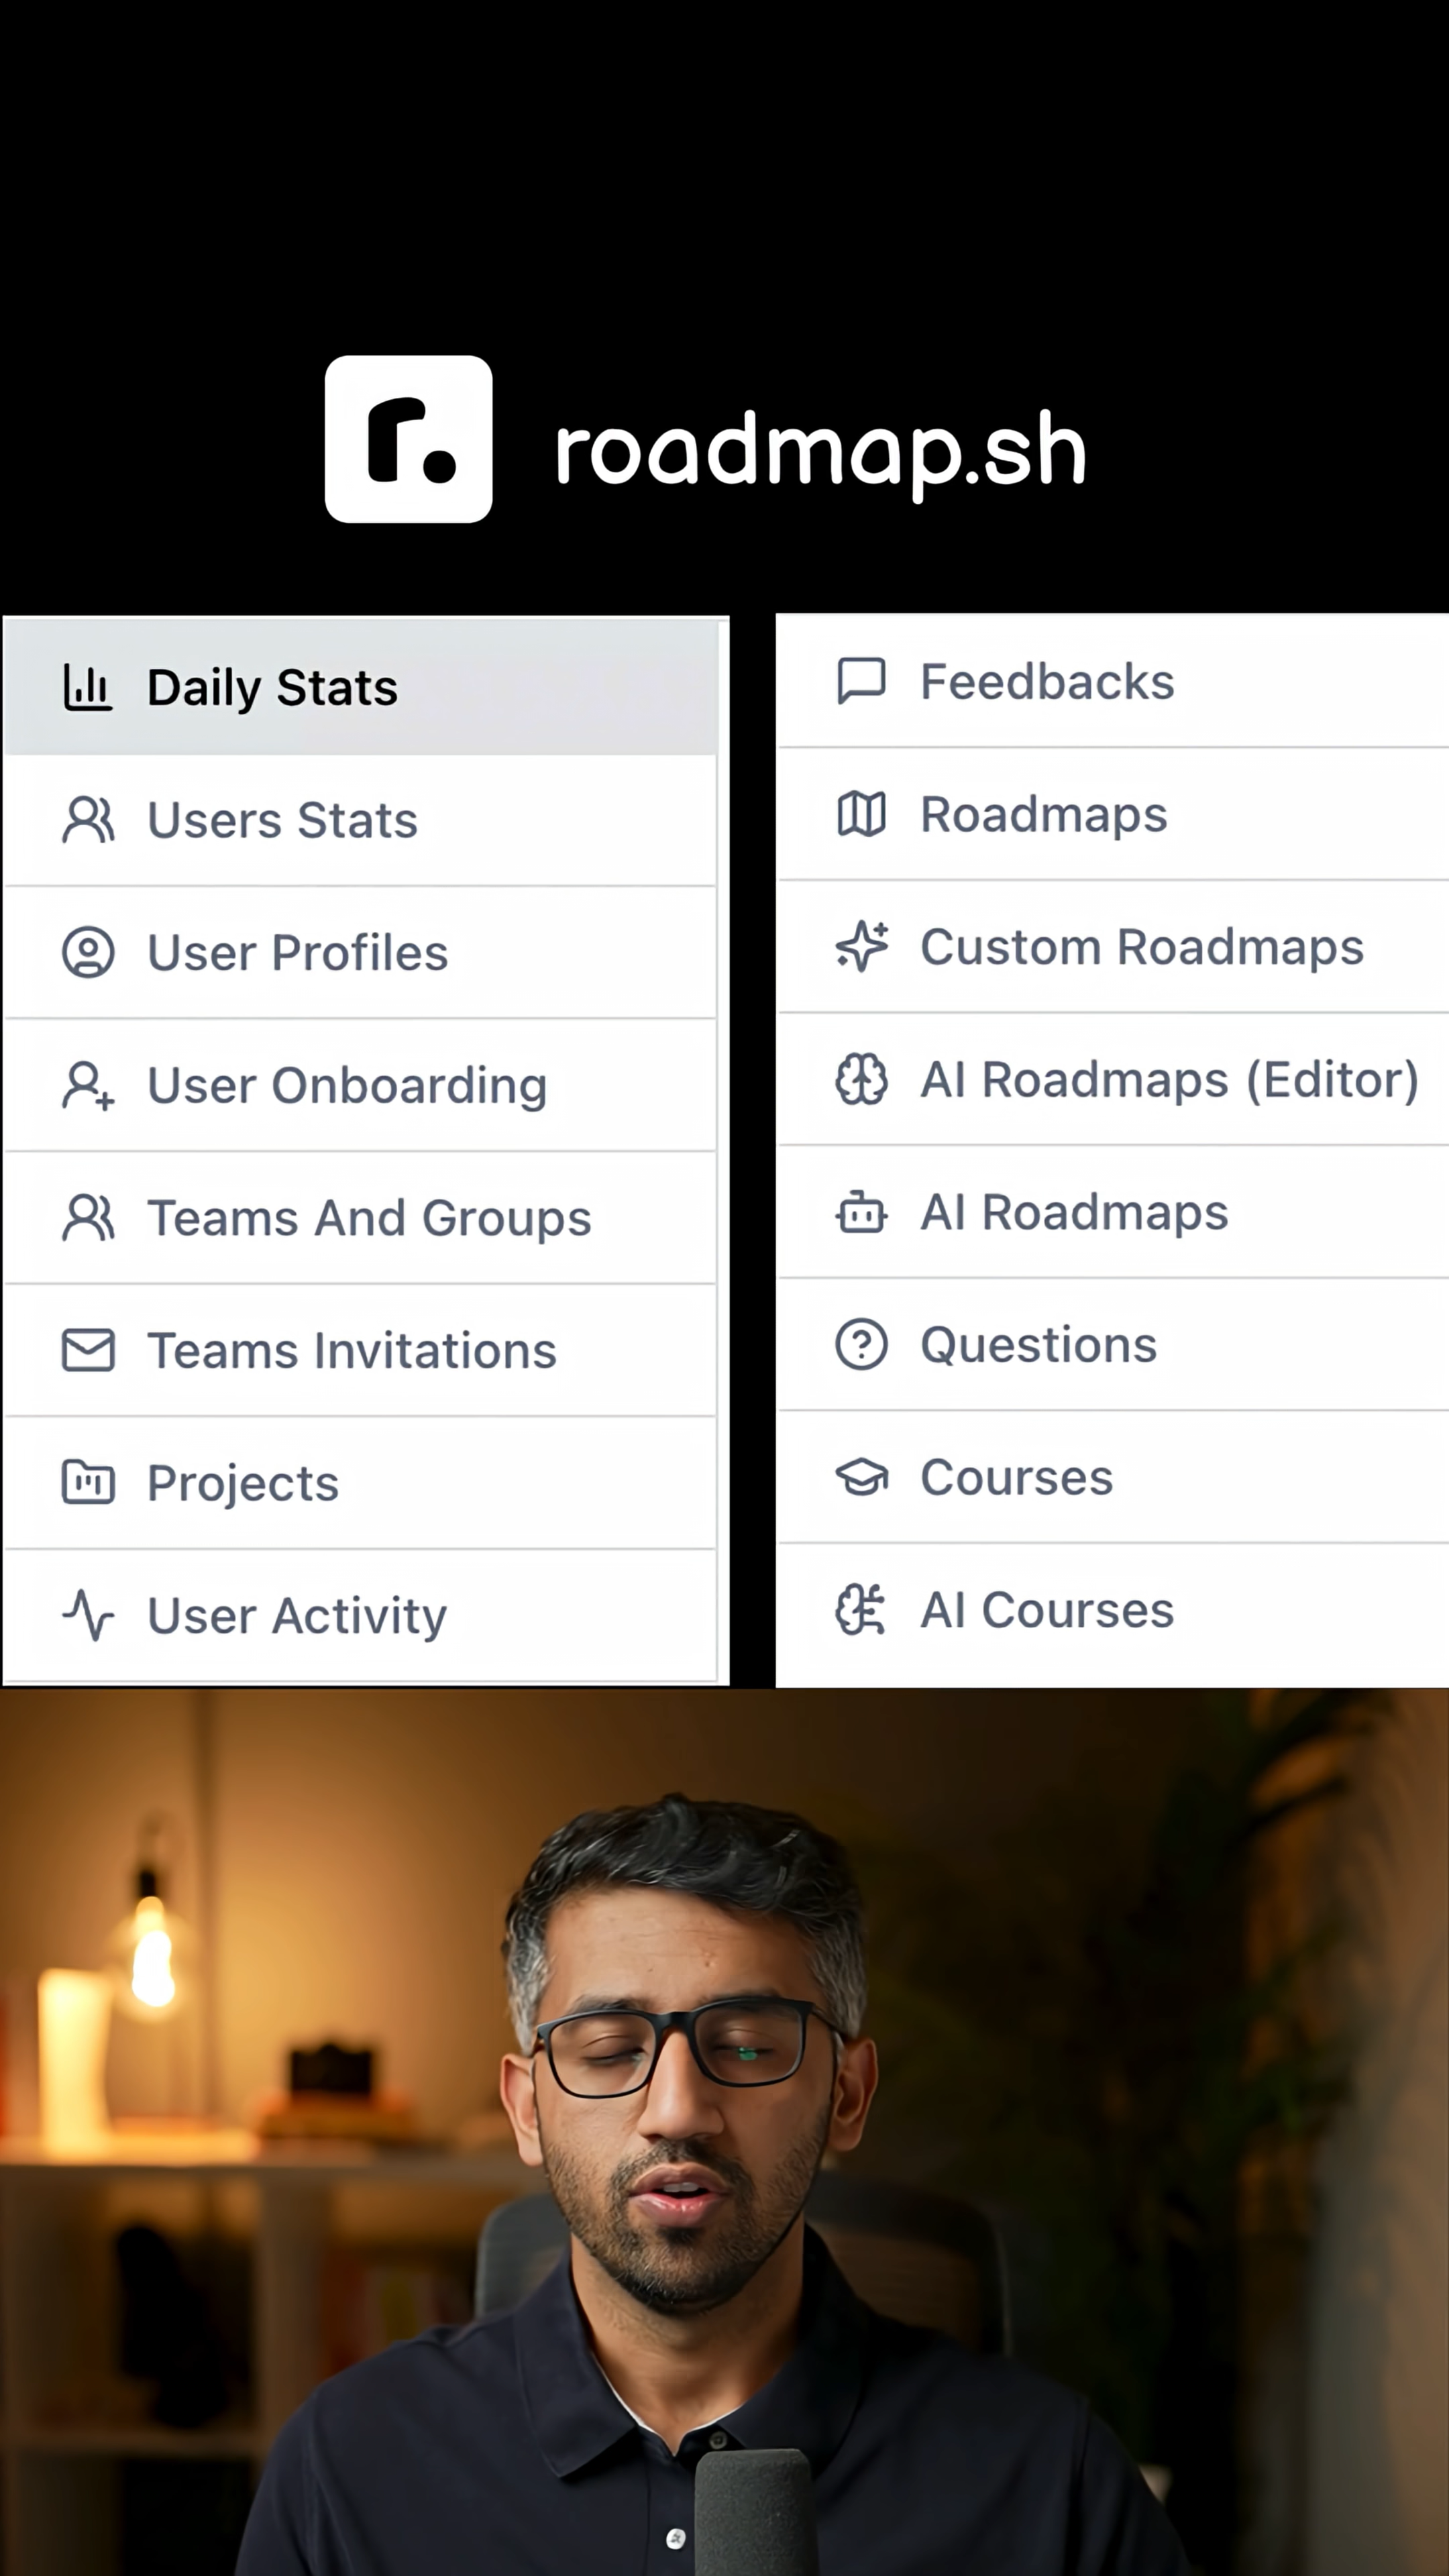 r.
roadmap.sh
Daily Stats
Users Stats
User Profiles
User Onboarding
Teams And Groups
Teams Invitations
Projects
User Activity
Feedbacks
Roadmaps
Custom Roadmaps
AI Roadmaps (Editor)
AI Roadmaps
Questions
Courses
AI Courses